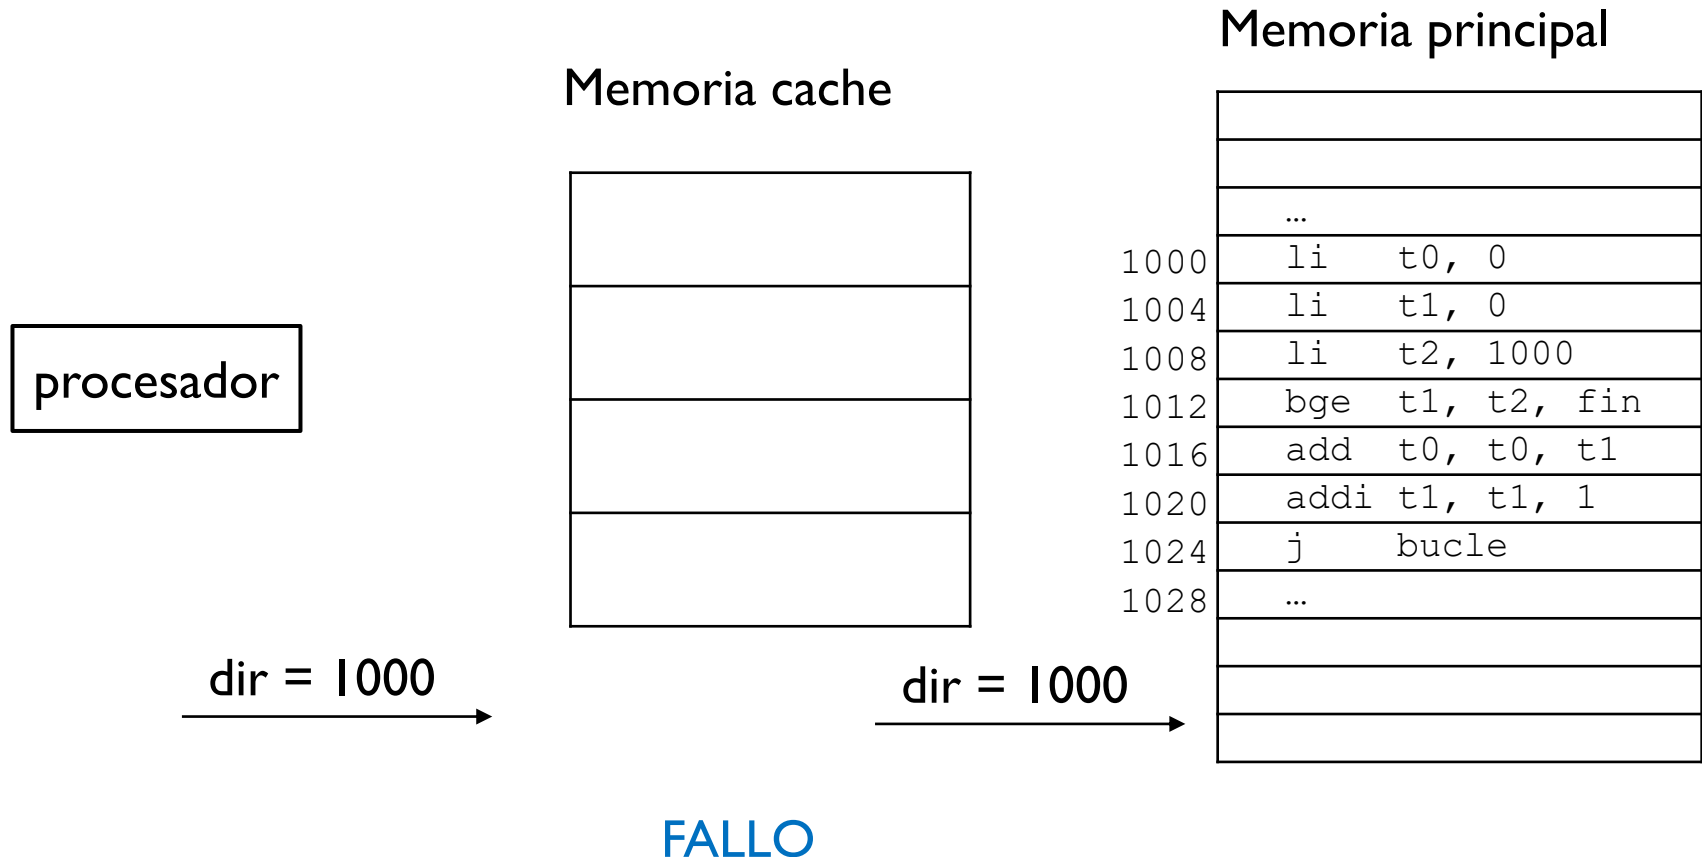 Memoria principal
Memoria cache
…
1000 li t0, 0
1004 li t1, 0
1008 li t2, 1000
procesador
1012 bge t1, t2, fin
1016 add t0, t0, t1
1020 addi t1, t1, 1
1024 j bucle
1028 …
dir = 1000
dir = 1000
FALLO